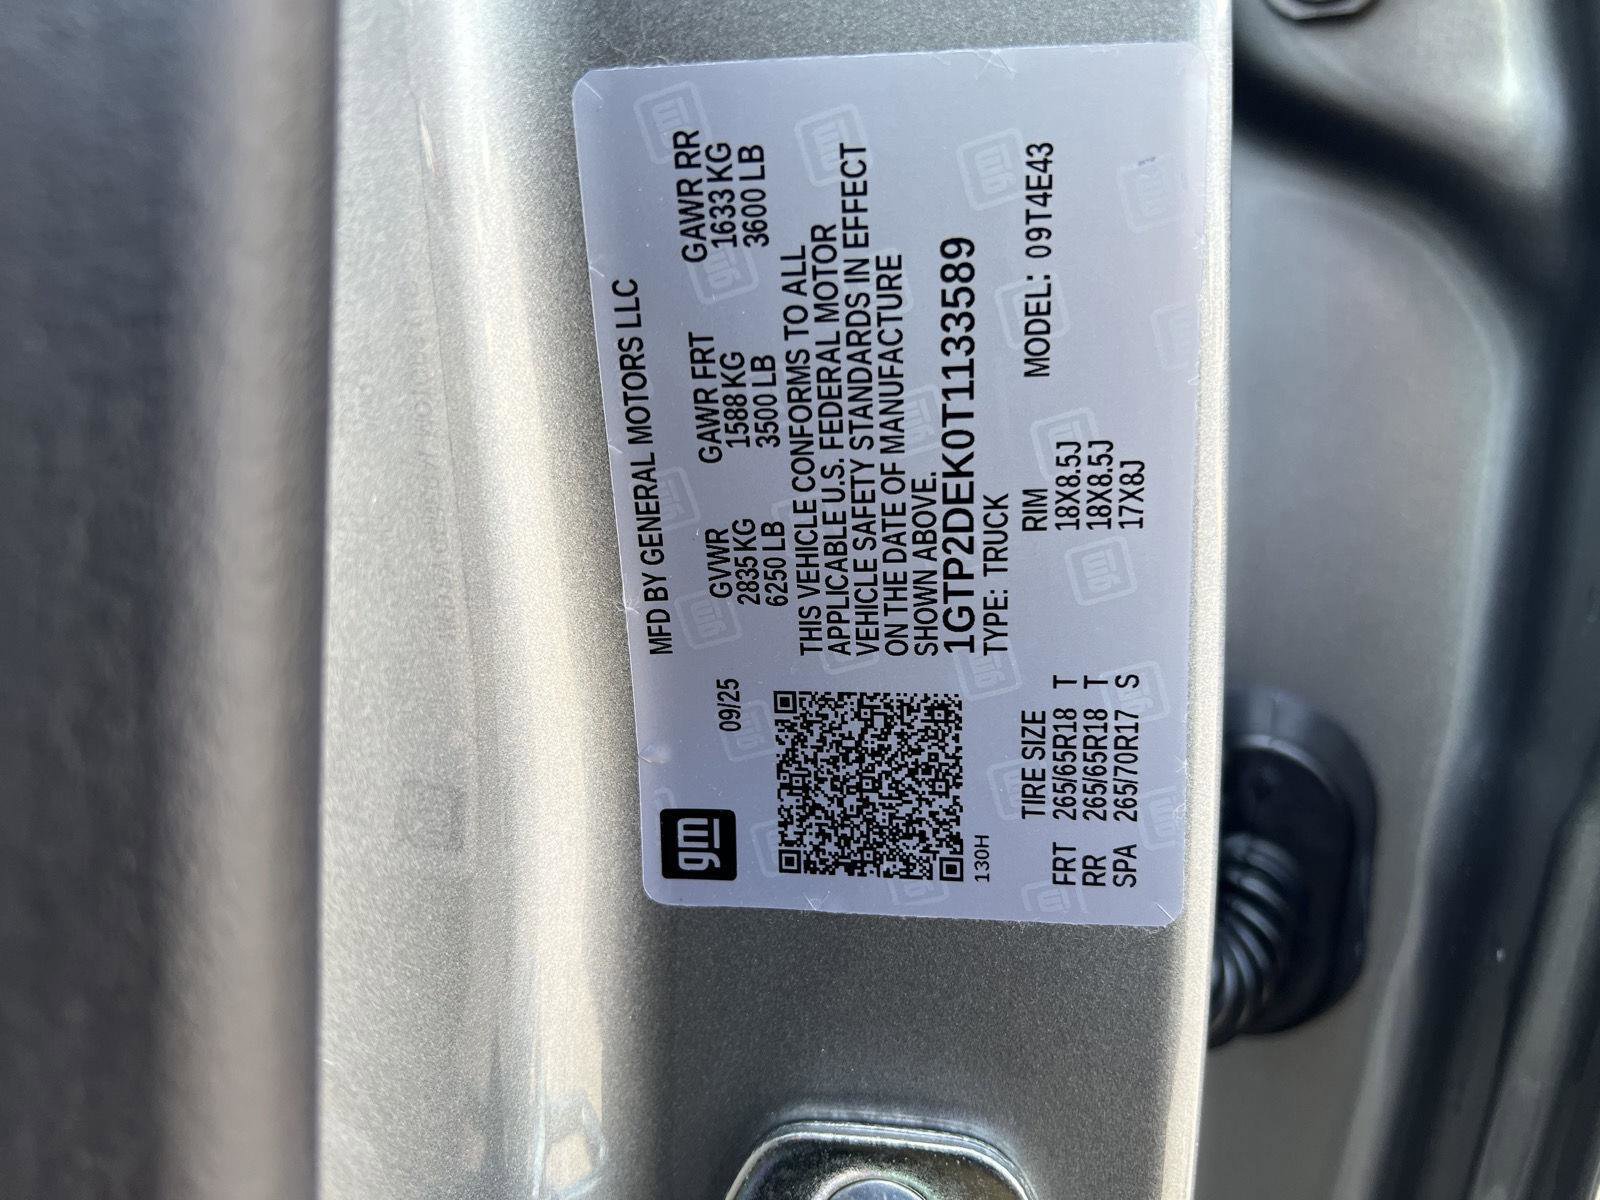 gm
MFD BY GENERAL MOTORS LLC
09/25
GVWR GAWR FRT GAWR RR
2835 KG 1588 KG 1633 KG
6250 LB 3500 LB 3600 LB
THIS VEHICLE CONFORMS TO ALL
APPLICABLE U.S. FEDERAL MOTOR
VEHICLE SAFETY STANDARDS IN EFFECT
ON THE DATE OF MANUFACTURE
SHOWN ABOVE.
1GTP2DEK0T1133589
130H
TYPE: TRUCK
TIRE SIZE RIM MODEL: 09T4E43
FRT 265/65R18 T 18X8.5J
RR 265/65R18 T 18X8.5J
SPA 265/70R17 S 17X8J